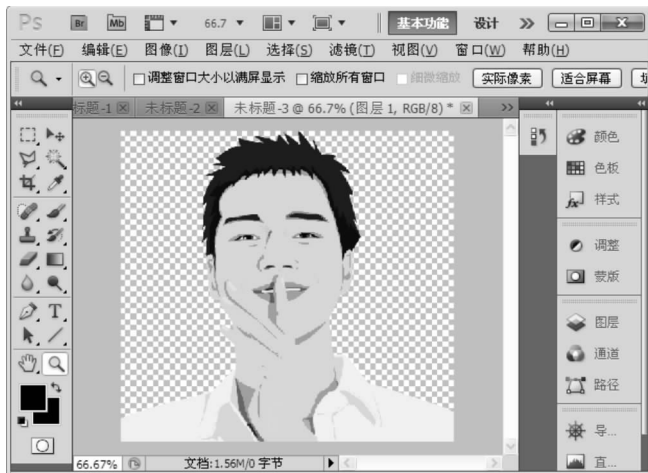 Ps Br Mb 66.7 基本功能 设计
文件(F) 编辑(E) 图像(I) 图层(L) 选择(S) 滤镜(T) 视图(V) 窗口(W) 帮助(H)
调整窗口大小以满屏显示 缩放所有窗口 细微缩放 实际像素 适合屏幕
标题-1 未标题-2 未标题-3 @ 66.7% (图层 1, RGB/8) *
颜色
色板
样式
调整
蒙版
图层
通道
路径
导...
直...
66.67% 文档:1.56M/0 字节